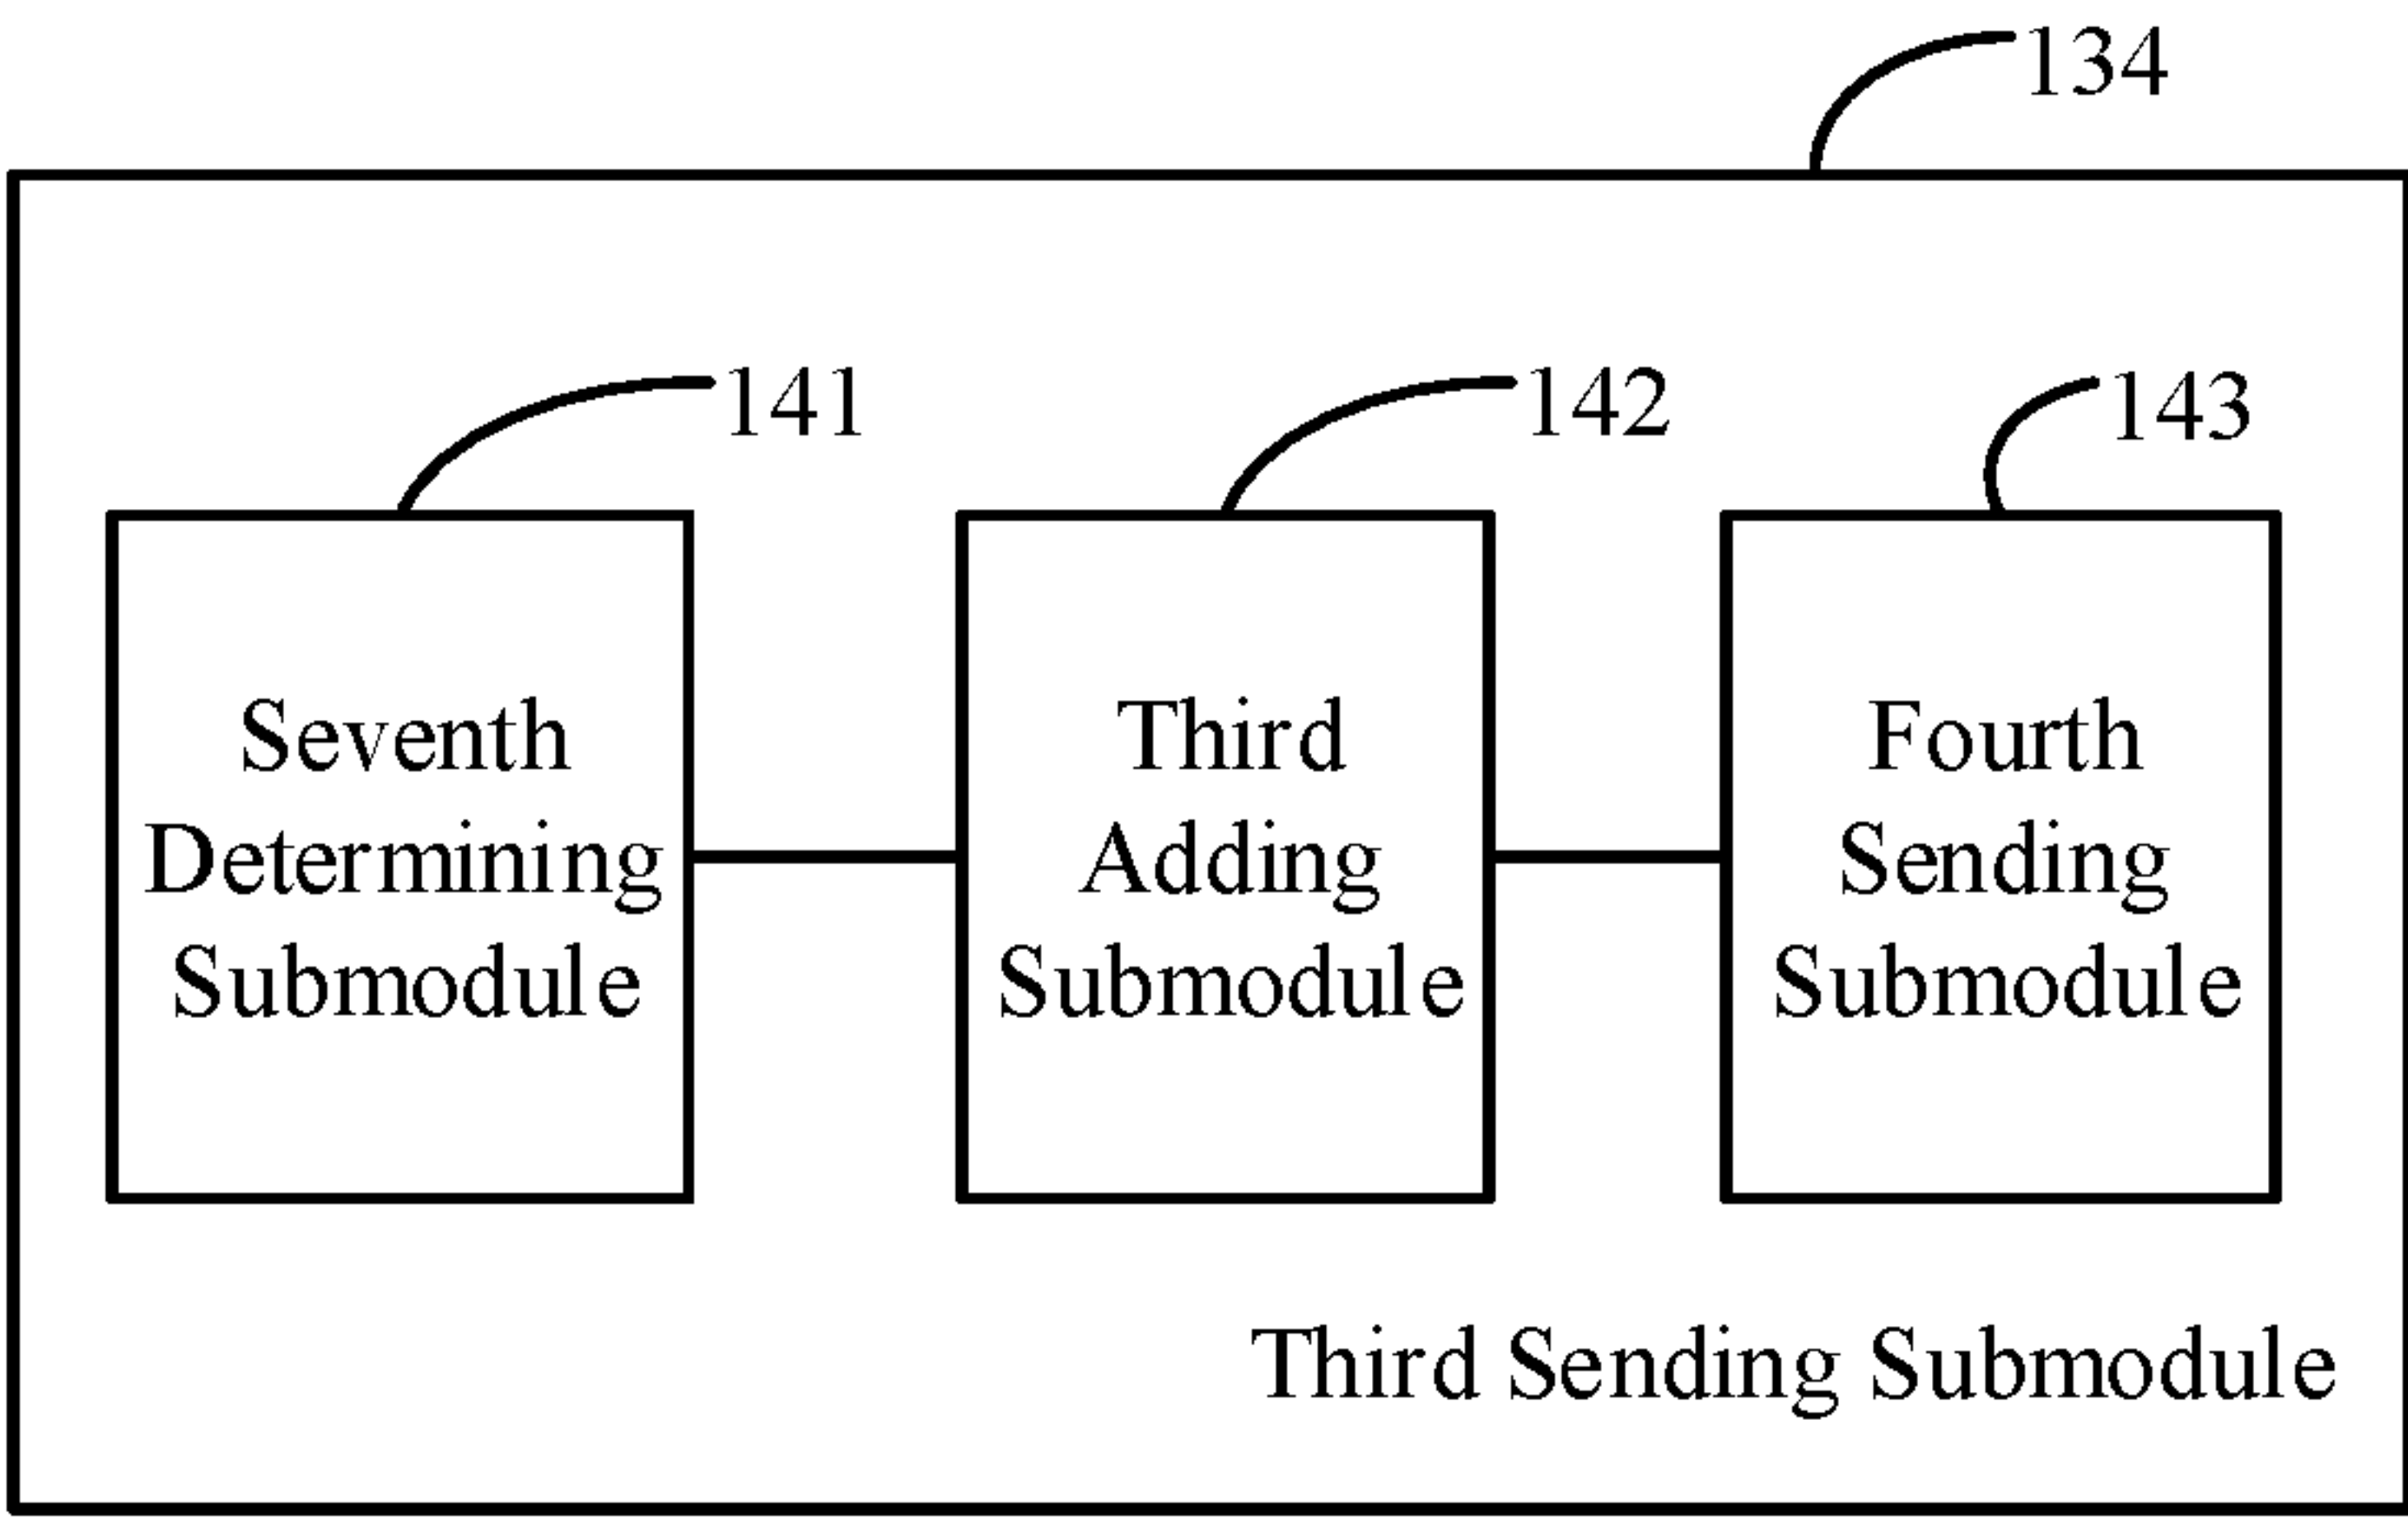 134
141
142
143
Seventh
Determining
Submodule
Third
Adding
Submodule
Fourth
Sending
Submodule
Third Sending Submodule